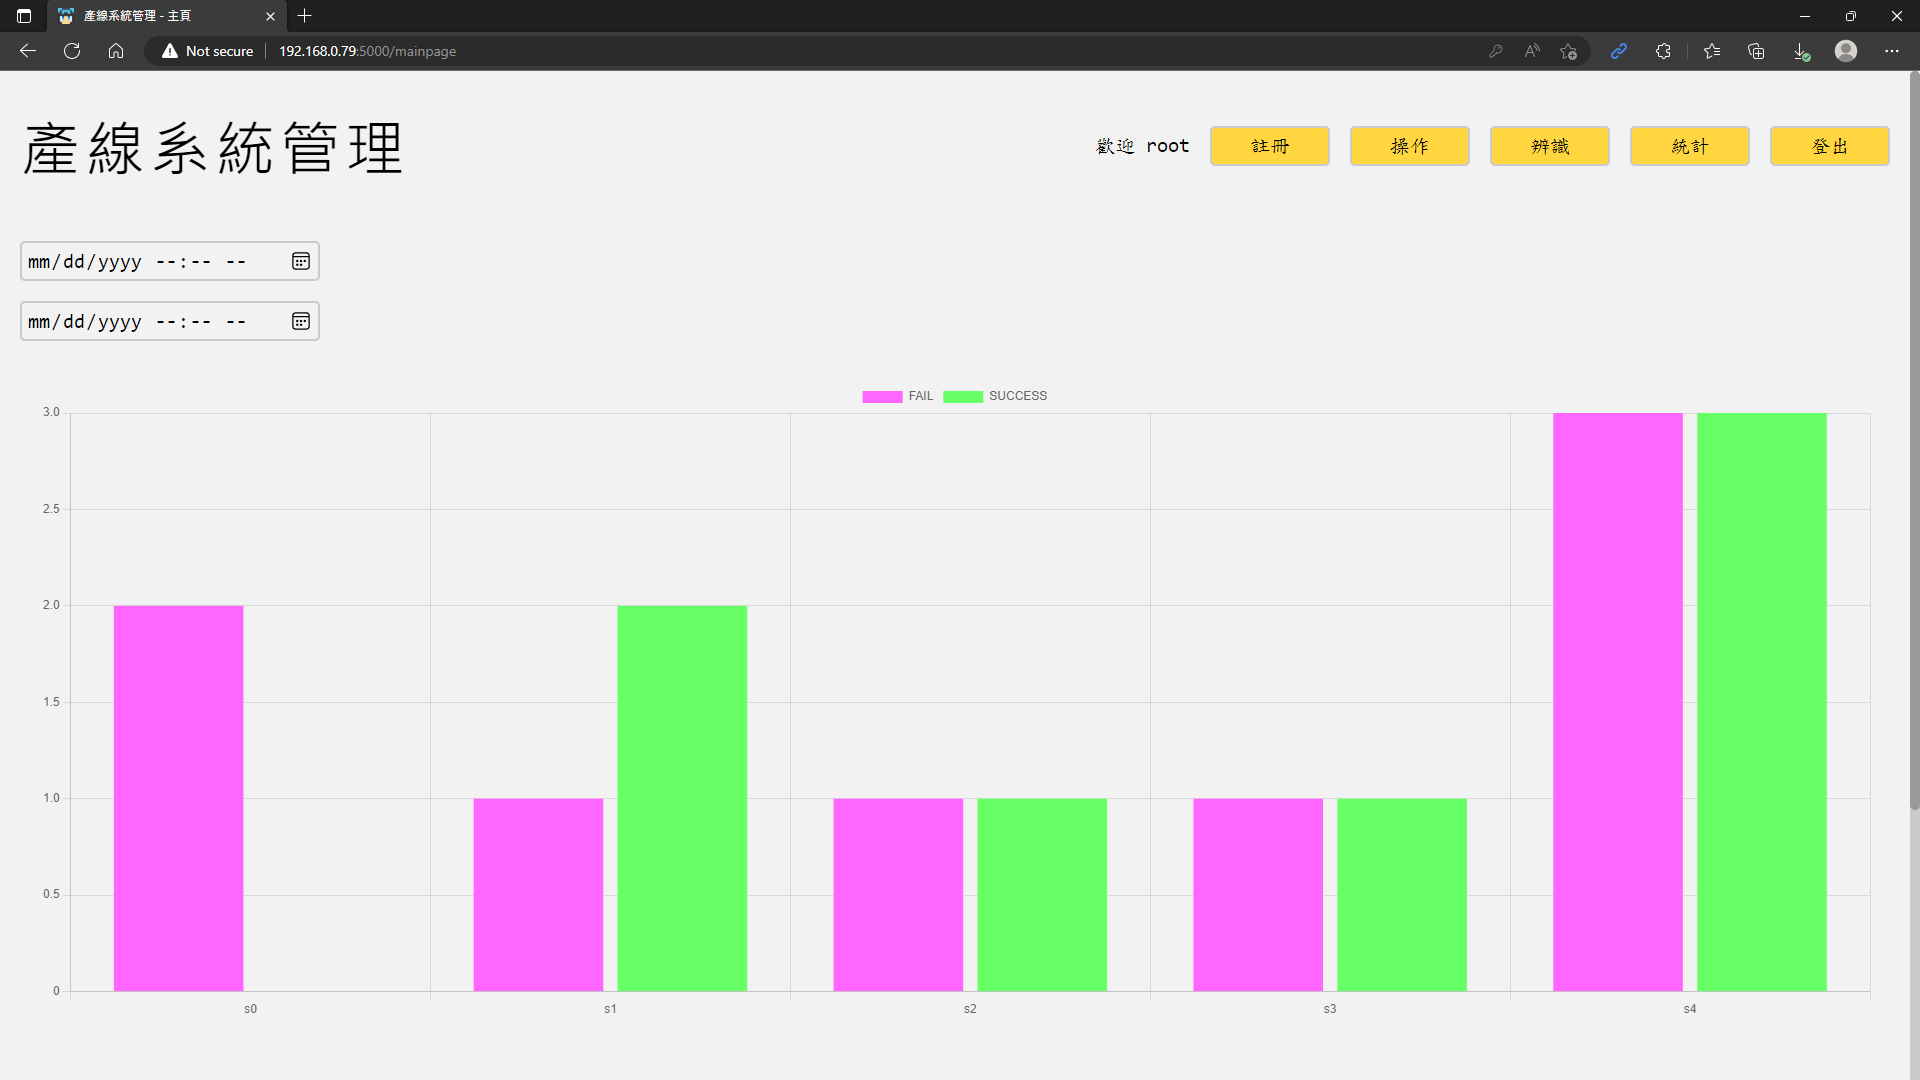 產線系統管理 - 主頁
Not secure 192.168.0.79:5000/mainpage
產線系統管理
歡迎 root 註冊 操作 辨識 統計 登出
mm/dd/yyyy --:-- --
mm/dd/yyyy --:-- --
FAIL SUCCESS
3.0
2.5
2.0
1.5
1.0
0.5
0
s0 s1 s2 s3 s4